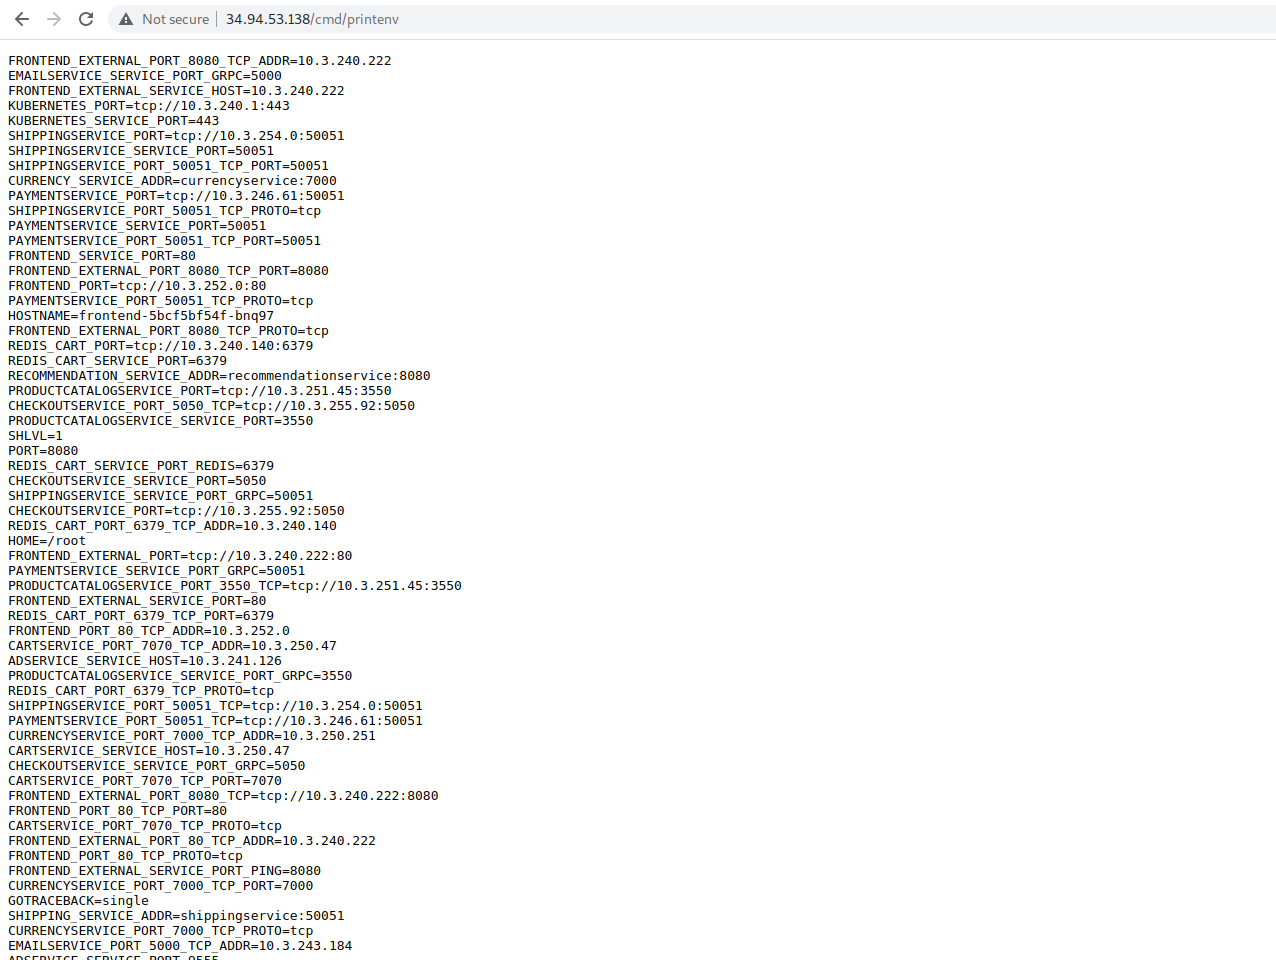 Not secure | 34.94.53.138/cmd/printenv
FRONTEND_EXTERNAL_PORT_8080_TCP_ADDR=10.3.240.222
EMAILSERVICE_SERVICE_PORT_GRPC=5000
FRONTEND_EXTERNAL_SERVICE_HOST=10.3.240.222
KUBERNETES_PORT=tcp://10.3.240.1:443
KUBERNETES_SERVICE_PORT=443
SHIPPINGSERVICE_PORT=tcp://10.3.254.0:50051
SHIPPINGSERVICE_SERVICE_PORT=50051
SHIPPINGSERVICE_PORT_50051_TCP_PORT=50051
CURRENCY_SERVICE_ADDR=currencyservice:7000
PAYMENTSERVICE_PORT=tcp://10.3.246.61:50051
SHIPPINGSERVICE_PORT_50051_TCP_PROTO=tcp
PAYMENTSERVICE_SERVICE_PORT=50051
PAYMENTSERVICE_PORT_50051_TCP_PORT=50051
FRONTEND_SERVICE_PORT=80
FRONTEND_EXTERNAL_PORT_8080_TCP_PORT=8080
FRONTEND_PORT=tcp://10.3.252.0:80
PAYMENTSERVICE_PORT_50051_TCP_PROTO=tcp
HOSTNAME=frontend-5bcf5bf54f-bnq97
FRONTEND_EXTERNAL_PORT_8080_TCP_PROTO=tcp
REDIS_CART_PORT=tcp://10.3.240.140:6379
REDIS_CART_SERVICE_PORT=6379
RECOMMENDATION_SERVICE_ADDR=recommendationservice:8080
PRODUCTCATALOGSERVICE_PORT=tcp://10.3.251.45:3550
CHECKOUTSERVICE_PORT_5050_TCP=tcp://10.3.255.92:5050
PRODUCTCATALOGSERVICE_SERVICE_PORT=3550
SHLVL=1
PORT=8080
REDIS_CART_SERVICE_PORT_REDIS=6379
CHECKOUTSERVICE_SERVICE_PORT=5050
SHIPPINGSERVICE_SERVICE_PORT_GRPC=50051
CHECKOUTSERVICE_PORT=tcp://10.3.255.92:5050
REDIS_CART_PORT_6379_TCP_ADDR=10.3.240.140
HOME=/root
FRONTEND_EXTERNAL_PORT=tcp://10.3.240.222:80
PAYMENTSERVICE_SERVICE_PORT_GRPC=50051
PRODUCTCATALOGSERVICE_PORT_3550_TCP=tcp://10.3.251.45:3550
FRONTEND_EXTERNAL_SERVICE_PORT=80
REDIS_CART_PORT_6379_TCP_PORT=6379
FRONTEND_PORT_80_TCP_ADDR=10.3.252.0
CARTSERVICE_PORT_7070_TCP_ADDR=10.3.250.47
ADSERVICE_SERVICE_HOST=10.3.241.126
PRODUCTCATALOGSERVICE_SERVICE_PORT_GRPC=3550
REDIS_CART_PORT_6379_TCP_PROTO=tcp
SHIPPINGSERVICE_PORT_50051_TCP=tcp://10.3.254.0:50051
PAYMENTSERVICE_PORT_50051_TCP=tcp://10.3.246.61:50051
CURRENCYSERVICE_PORT_7000_TCP_ADDR=10.3.250.251
CARTSERVICE_SERVICE_HOST=10.3.250.47
CHECKOUTSERVICE_SERVICE_PORT_GRPC=5050
CARTSERVICE_PORT_7070_TCP_PORT=7070
FRONTEND_EXTERNAL_PORT_8080_TCP=tcp://10.3.240.222:8080
FRONTEND_PORT_80_TCP_PORT=80
CARTSERVICE_PORT_7070_TCP_PROTO=tcp
FRONTEND_EXTERNAL_PORT_80_TCP_ADDR=10.3.240.222
FRONTEND_PORT_80_TCP_PROTO=tcp
FRONTEND_EXTERNAL_SERVICE_PORT_PING=8080
CURRENCYSERVICE_PORT_7000_TCP_PORT=7000
GOTRACEBACK=single
SHIPPING_SERVICE_ADDR=shippingservice:50051
CURRENCYSERVICE_PORT_7000_TCP_PROTO=tcp
EMAILSERVICE_PORT_5000_TCP_ADDR=10.3.243.184
ADSERVICE_SERVICE_PORT=9555